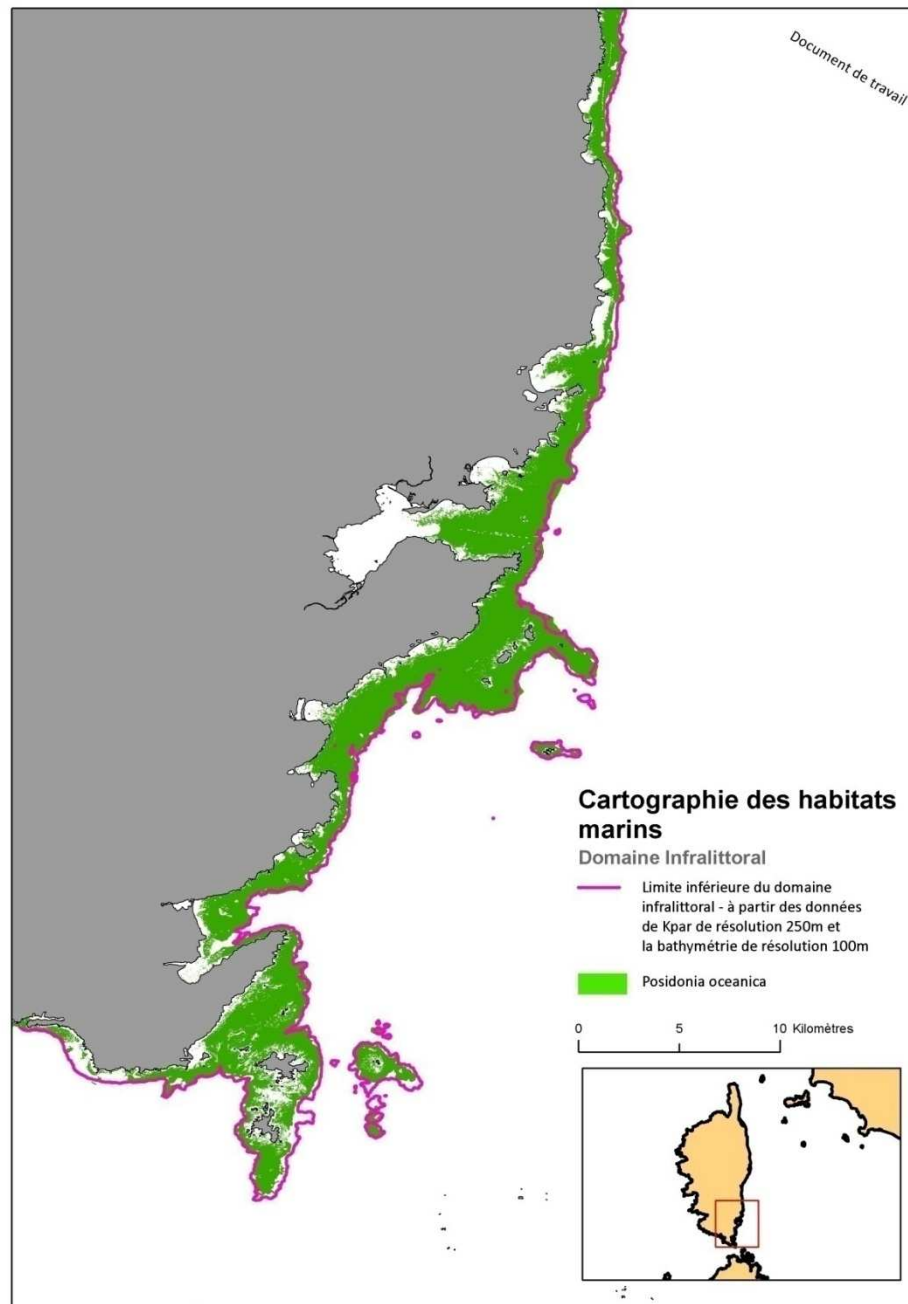 Document de travail
Cartographie des habitats
marins
Domaine Infralittoral
Limite inférieure du domaine
infralittoral - à partir des données
de Kpar de résolution 250m et
la bathymétrie de résolution 100m
Posidonia oceanica
0 5 10 Kilomètres